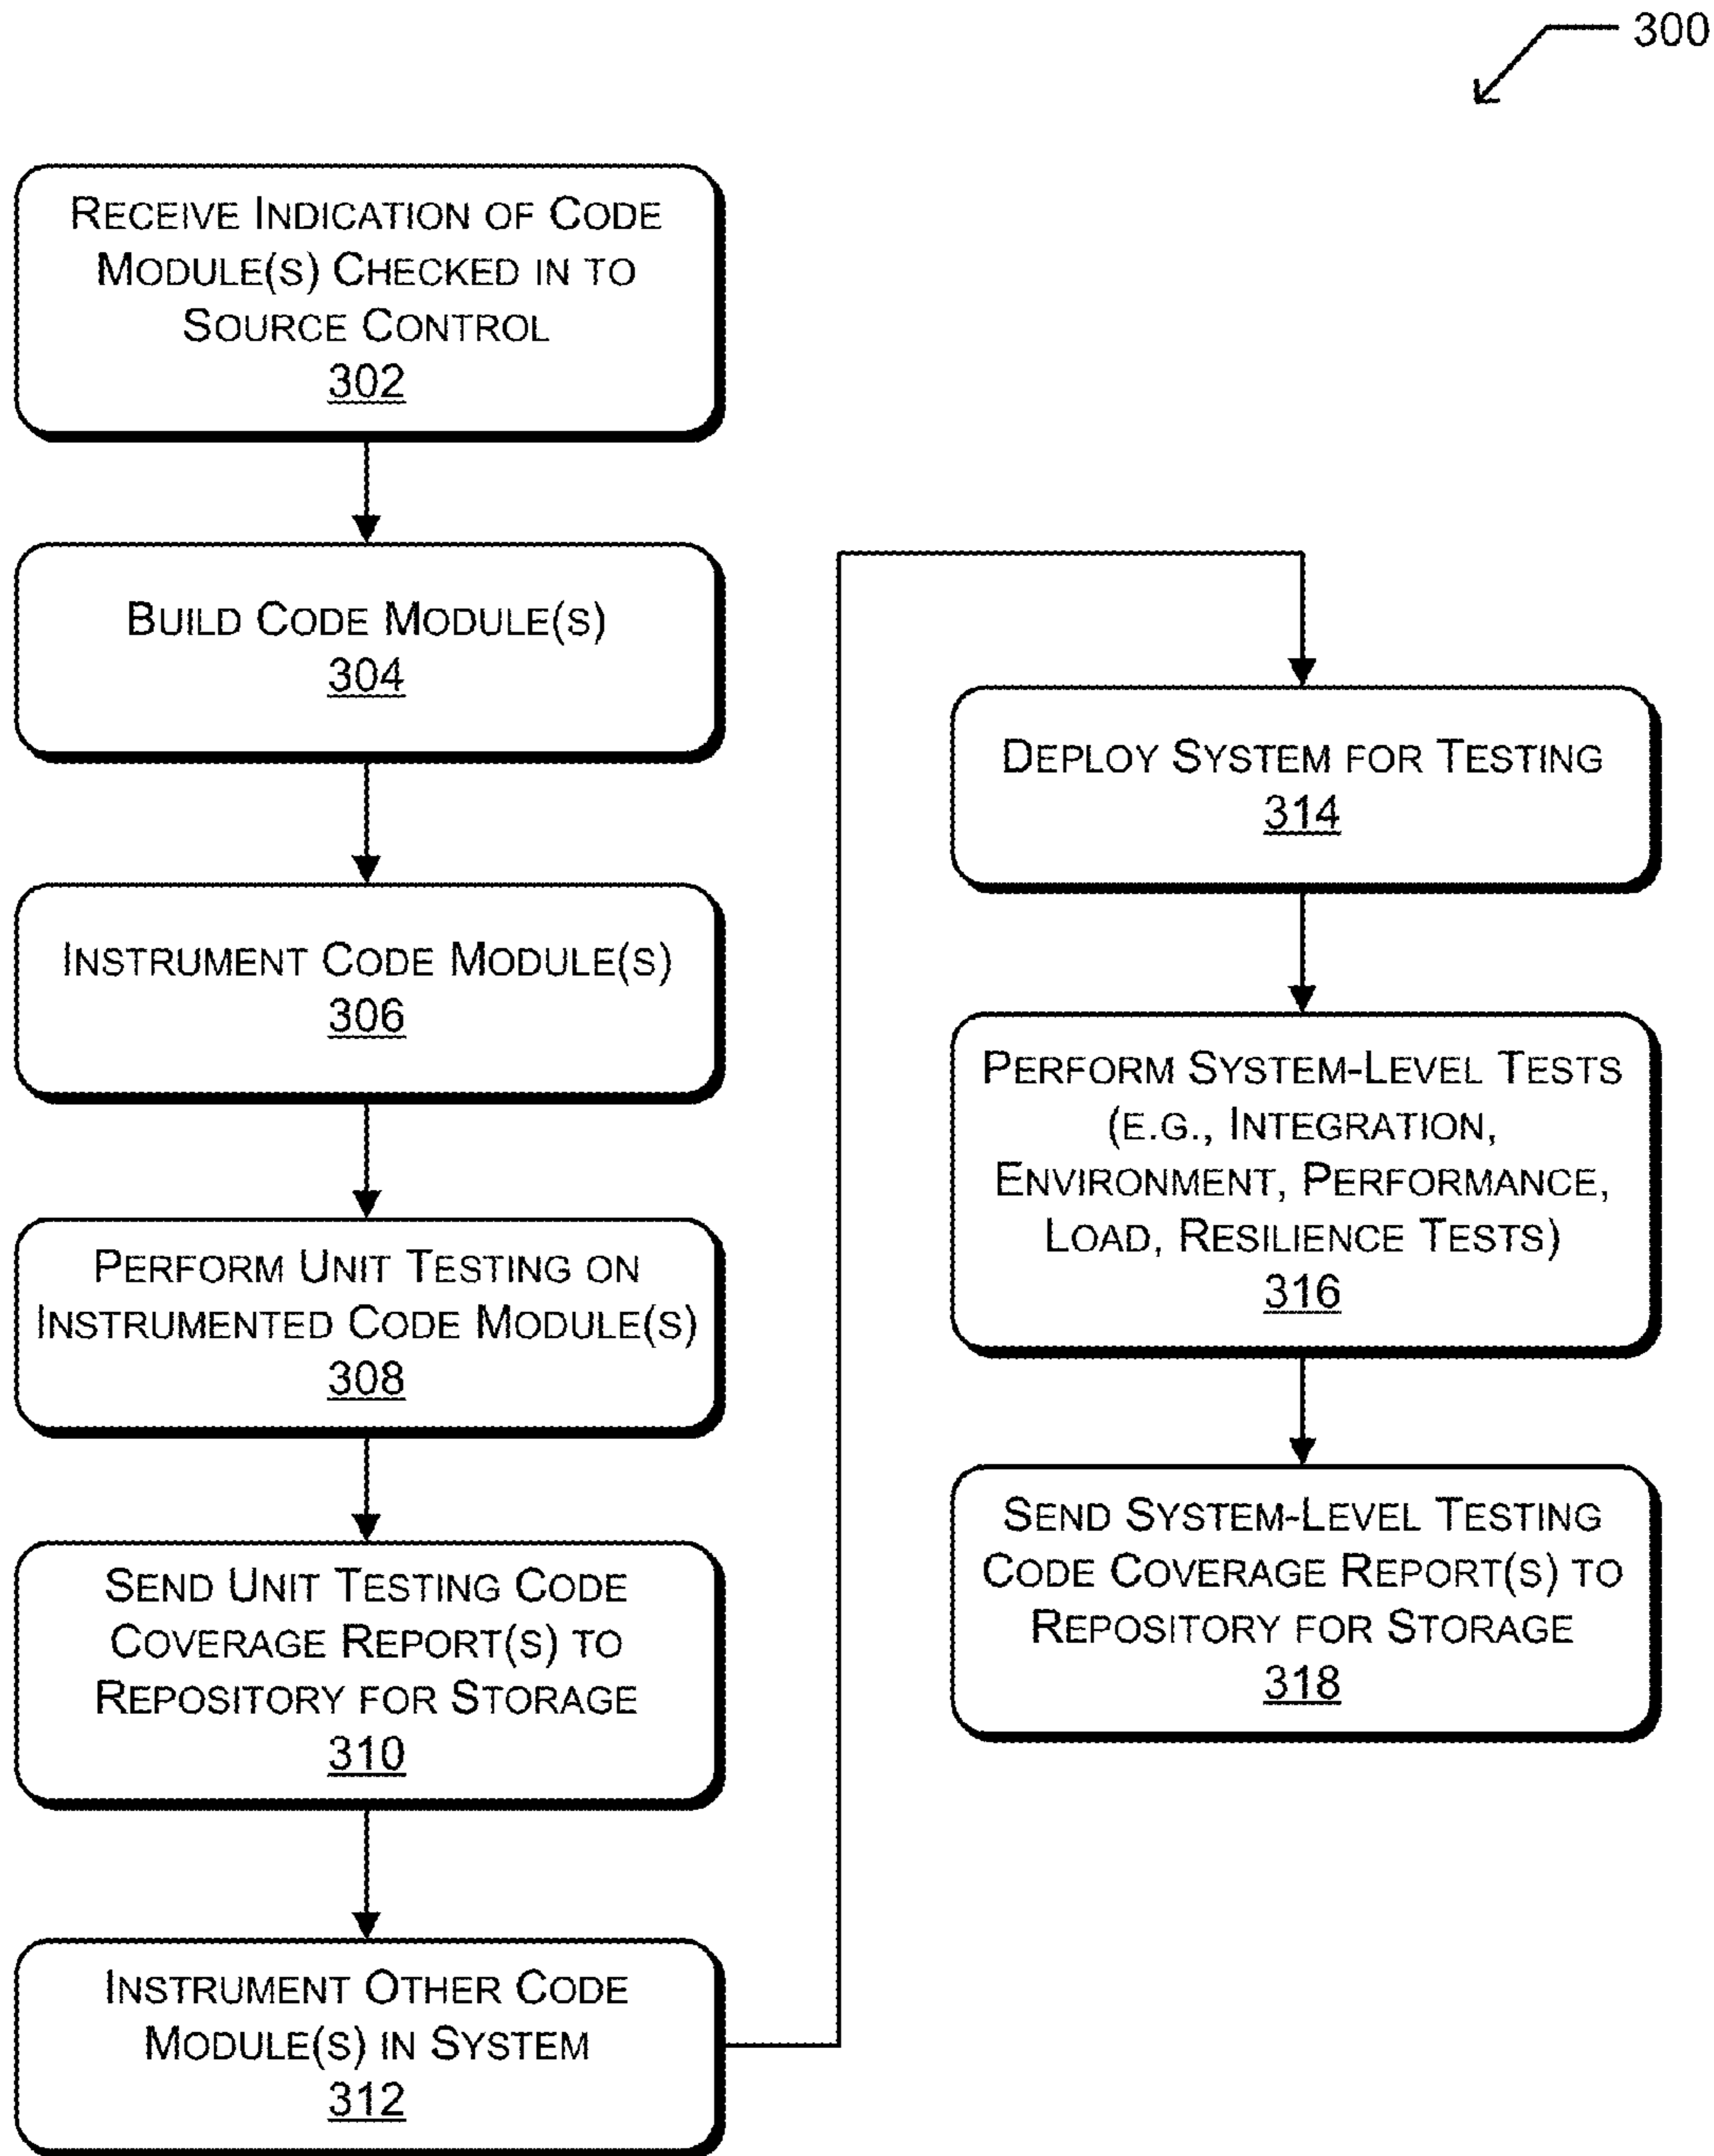 300
RECEIVE INDICATION OF CODE
MODULE(S) CHECKED IN TO
SOURCE CONTROL
302
BUILD CODE MODULE(S)
304
INSTRUMENT CODE MODULE(S)
306
PERFORM UNIT TESTING ON
INSTRUMENTED CODE MODULE(S)
308
SEND UNIT TESTING CODE
COVERAGE REPORT(S) TO
REPOSITORY FOR STORAGE
310
INSTRUMENT OTHER CODE
MODULE(S) IN SYSTEM
312
DEPLOY SYSTEM FOR TESTING
314
PERFORM SYSTEM-LEVEL TESTS
(E.G., INTEGRATION,
ENVIRONMENT, PERFORMANCE,
LOAD, RESILIENCE TESTS)
316
SEND SYSTEM-LEVEL TESTING
CODE COVERAGE REPORT(S) TO
REPOSITORY FOR STORAGE
318